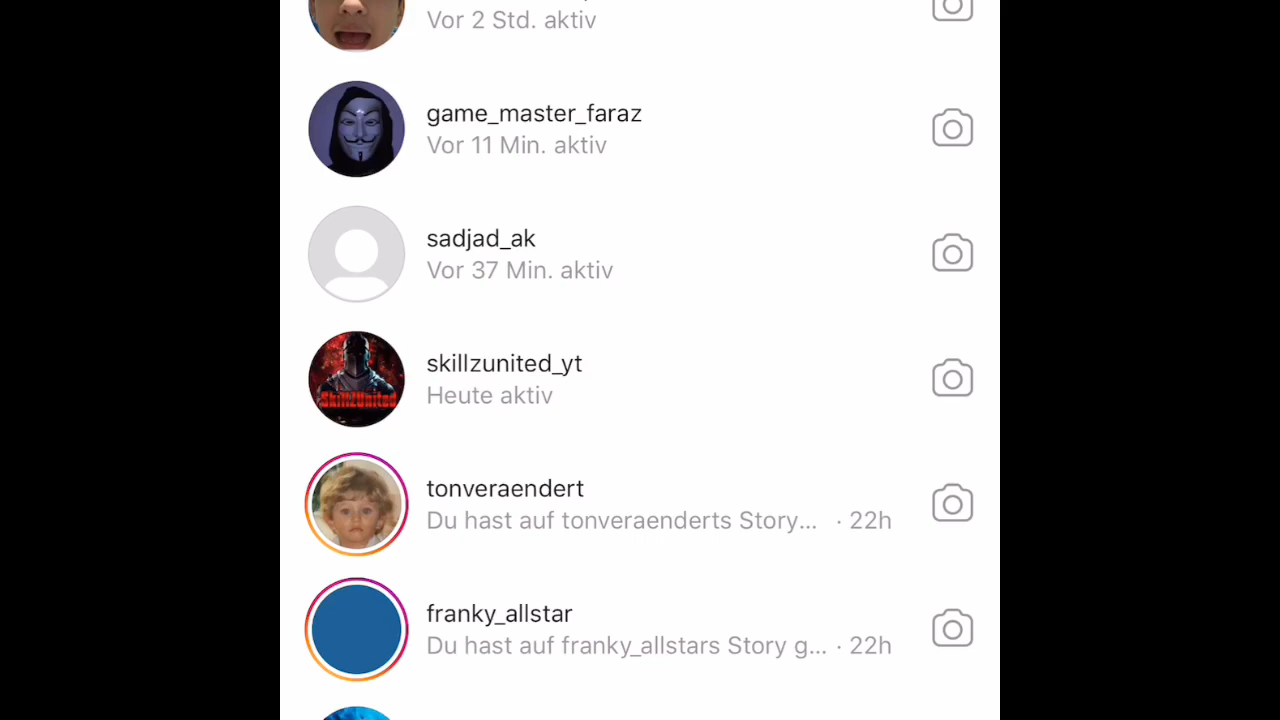 Vor 2 Std. aktiv
game_master_faraz
Vor 11 Min. aktiv
sadjad_ak
Vor 37 Min. aktiv
skillzunited_yt
Heute aktiv
SkillzUnited
tonveraendert
Du hast auf tonveraenderts Story... · 22h
franky_allstar
Du hast auf franky_allstars Story g... · 22h